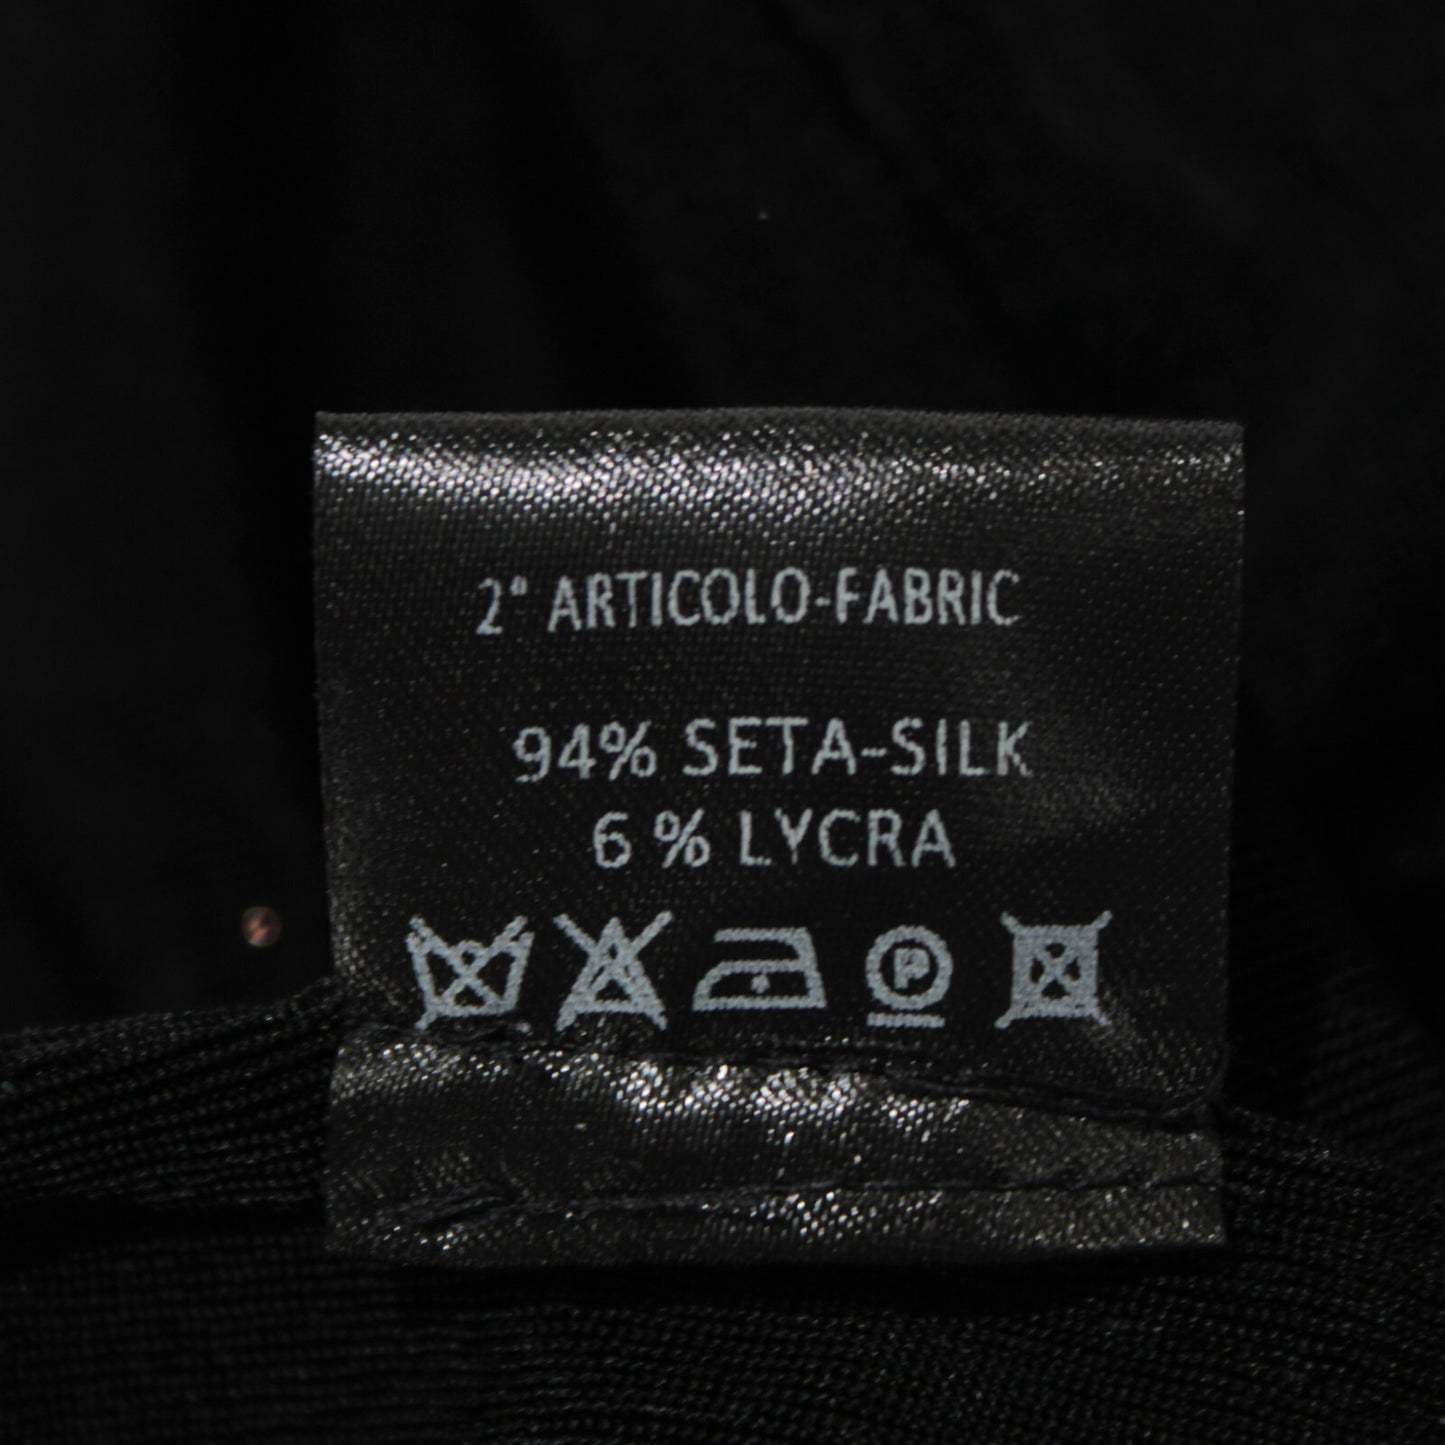 2° ARTICOLO-FABRIC
94% SETA-SILK
6 % LYCRA
P